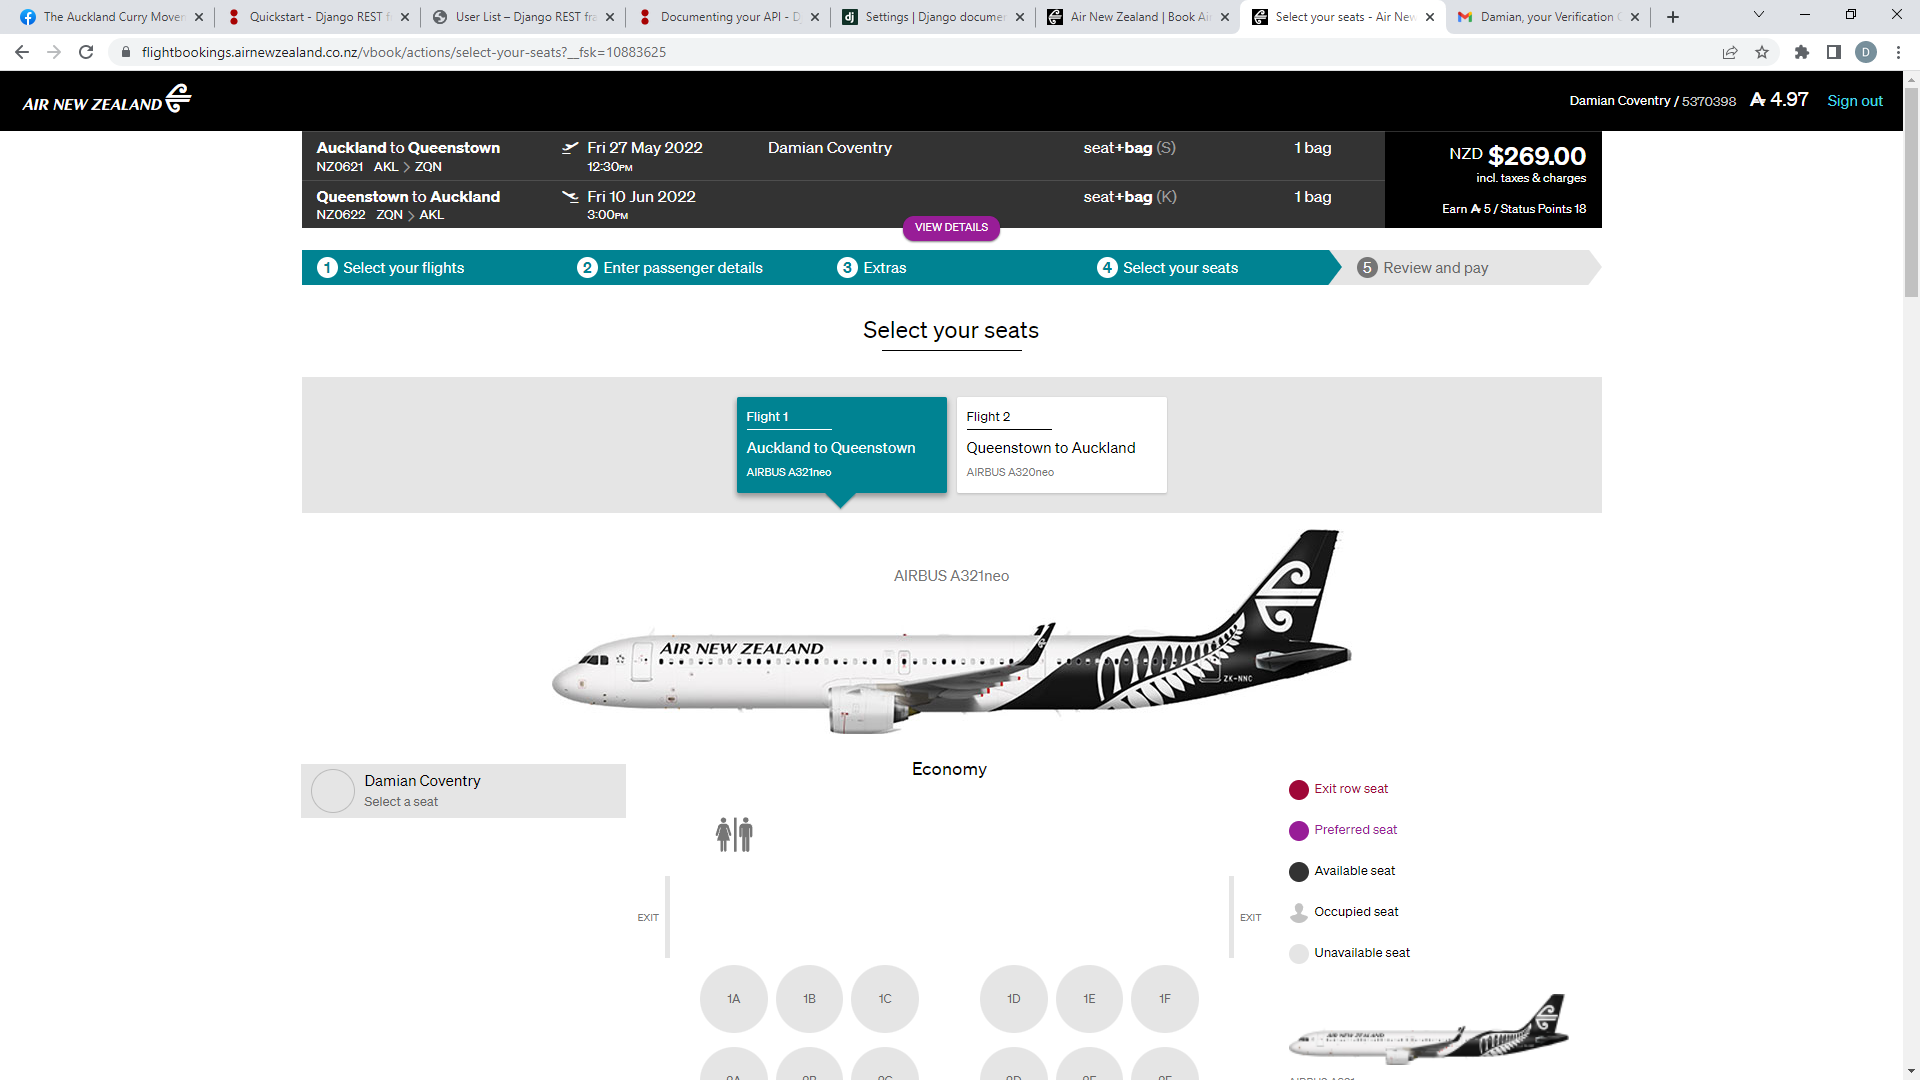 The Auckland Curry Movem
Quickstart - Django REST f
User List – Django REST fra
Documenting your API - D
Settings | Django documen
Air New Zealand | Book Air
Select your seats - Air New
Damian, your Verification C
flightbookings.airnewzealand.co.nz/vbook/actions/select-your-seats?__fsk=10883625
D
AIR NEW ZEALAND
Damian Coventry / 5370398 4.97 Sign out
Auckland to Queenstown Fri 27 May 2022 Damian Coventry seat+bag (S) 1 bag
NZ0621 AKL > ZQN 12:30PM
NZD $269.00
incl. taxes & charges
Queenstown to Auckland Fri 10 Jun 2022 seat+bag (K) 1 bag
NZ0622 ZQN > AKL 3:00PM
Earn 5 / Status Points 18
VIEW DETAILS
1 Select your flights 2 Enter passenger details 3 Extras 4 Select your seats 5 Review and pay
Select your seats
Flight 1
Auckland to Queenstown
AIRBUS A321neo
Flight 2
Queenstown to Auckland
AIRBUS A320neo
AIRBUS A321neo
AIR NEW ZEALAND
ZK-NNC
Damian Coventry
Select a seat
Economy
Exit row seat
Preferred seat
Available seat
Occupied seat
Unavailable seat
EXIT EXIT
1A 1B 1C 1D 1E 1F
AIR NEW ZEALAND